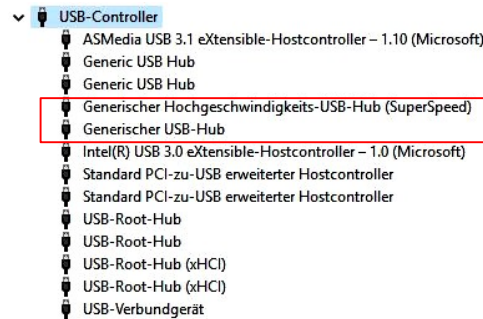 USB-Controller
ASMedia USB 3.1 eXtensible-Hostcontroller – 1.10 (Microsoft)
Generic USB Hub
Generic USB Hub
Generischer Hochgeschwindigkeits-USB-Hub (SuperSpeed)
Generischer USB-Hub
Intel(R) USB 3.0 eXtensible-Hostcontroller – 1.0 (Microsoft)
Standard PCI-zu-USB erweiterter Hostcontroller
Standard PCI-zu-USB erweiterter Hostcontroller
USB-Root-Hub
USB-Root-Hub
USB-Root-Hub (xHCI)
USB-Root-Hub (xHCI)
USB-Verbundgerät